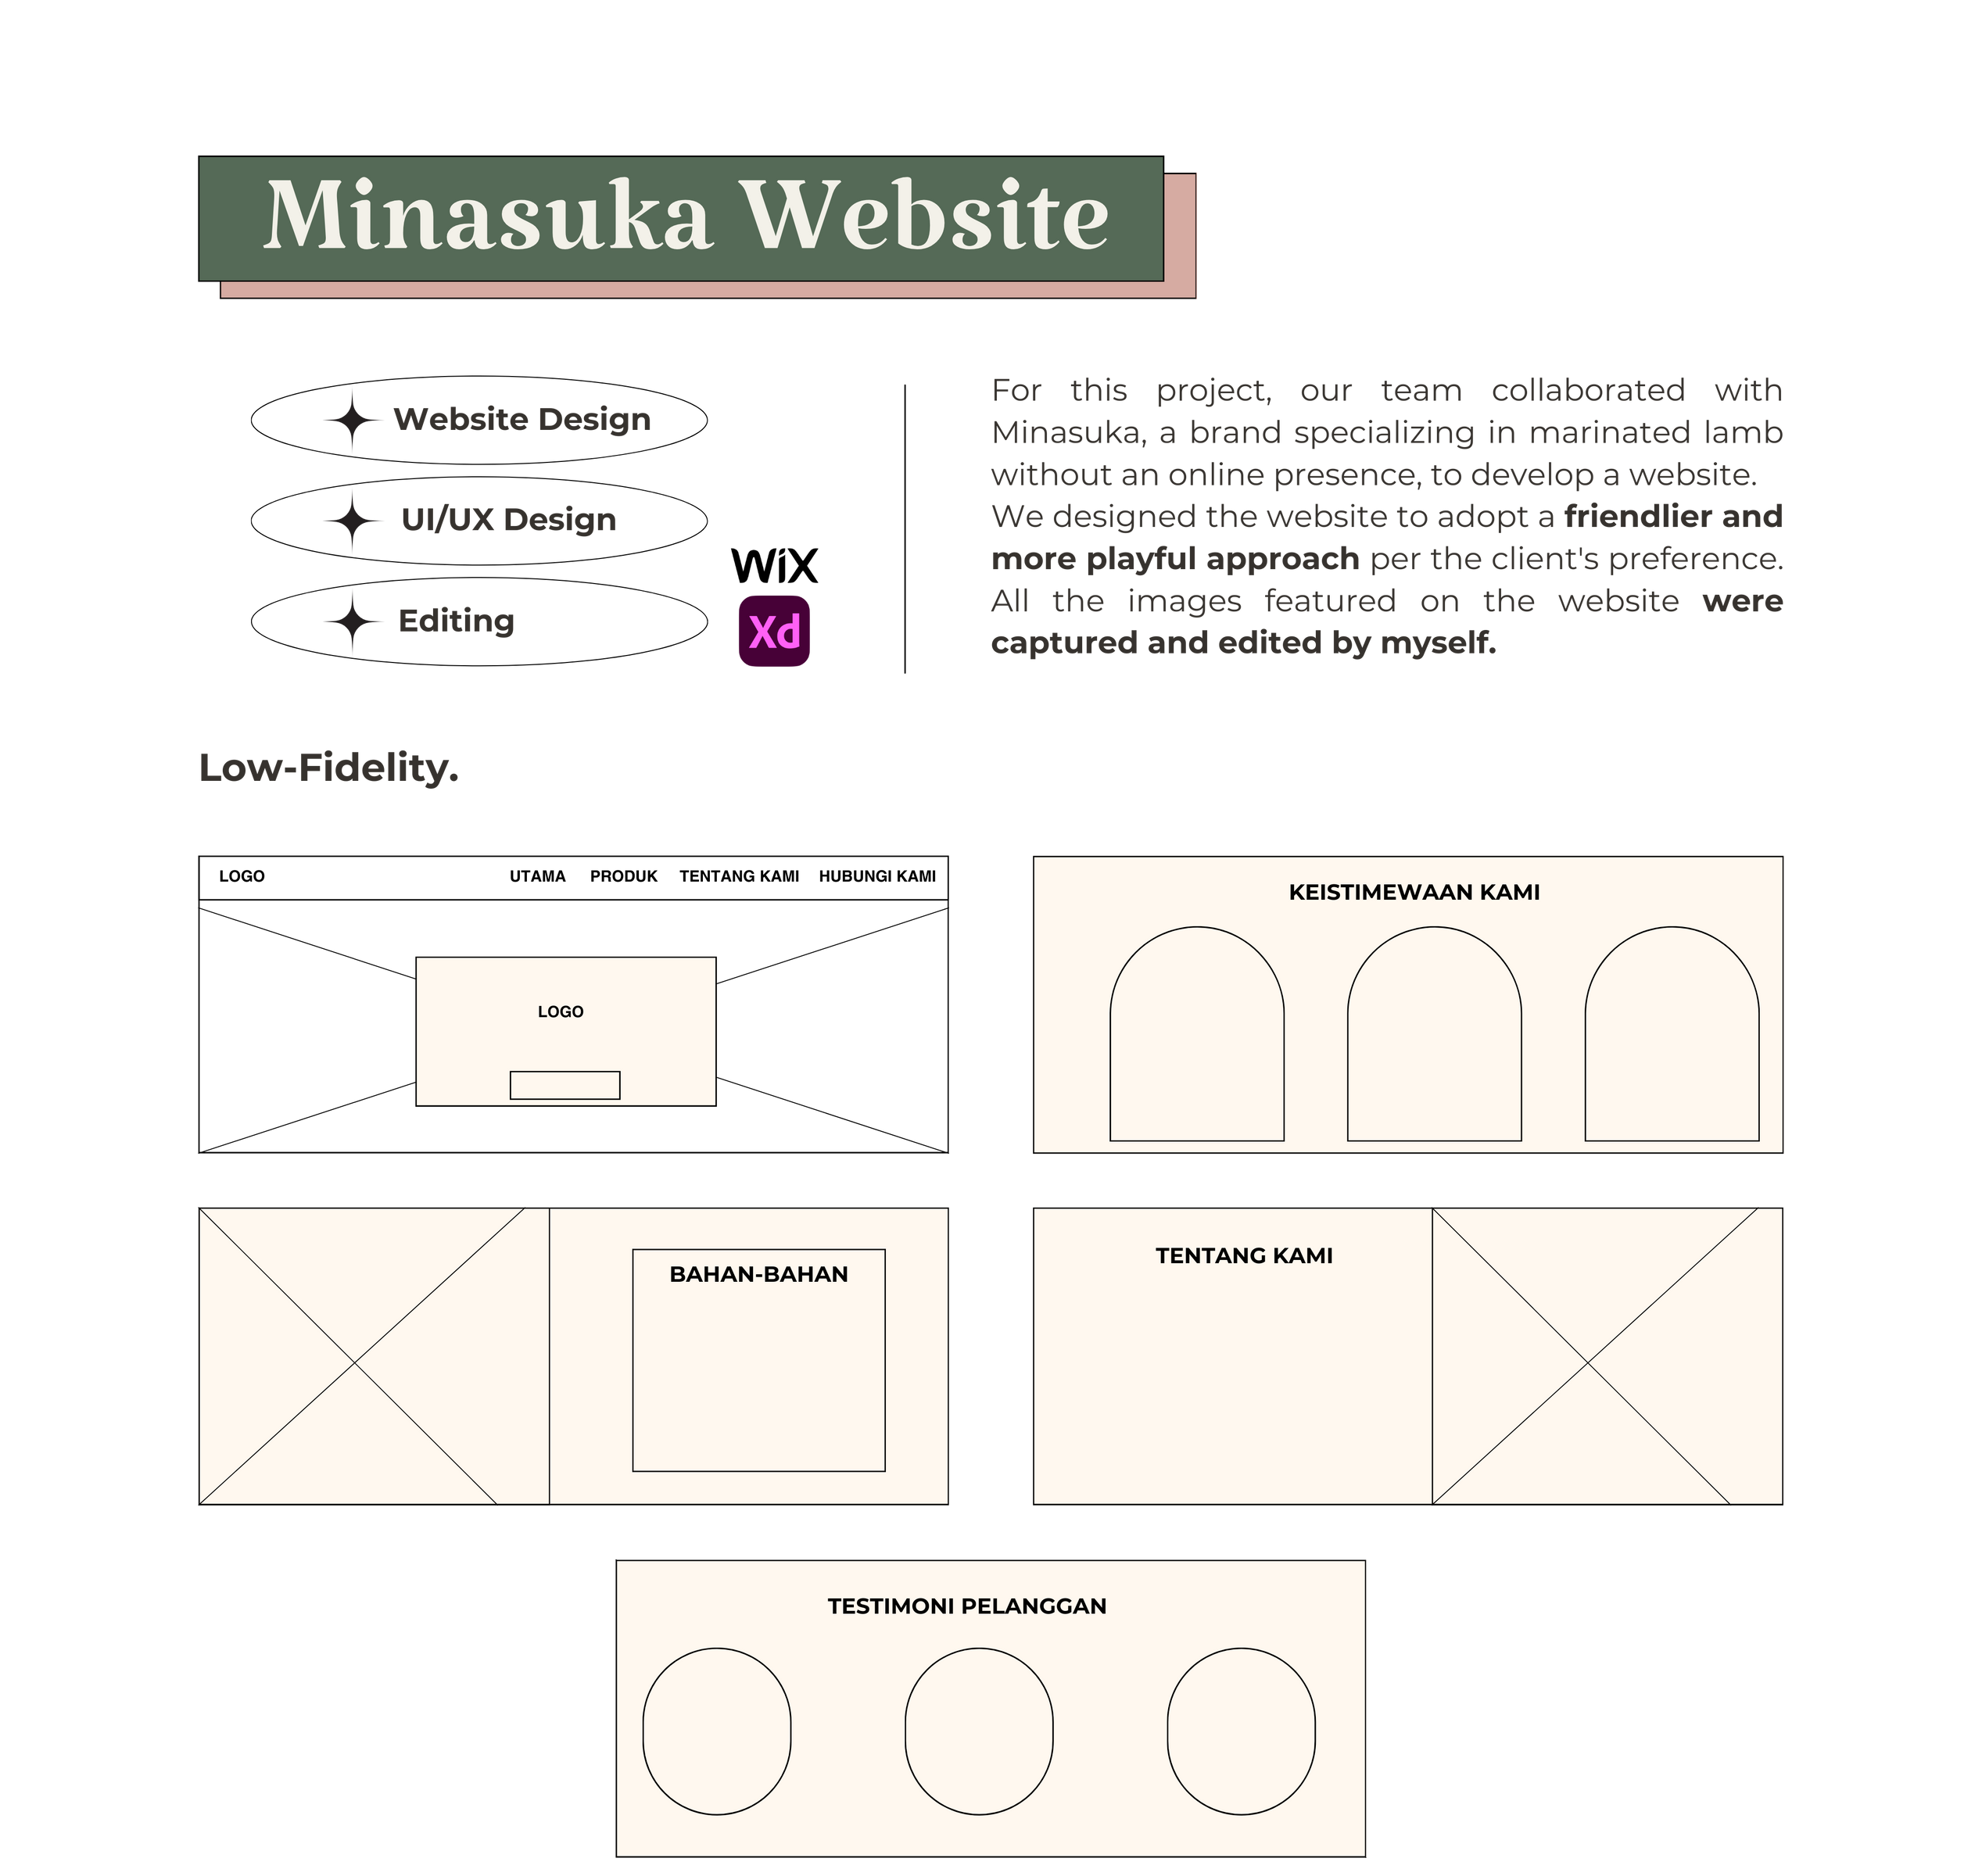 Minasuka Website
Website Design
UI/UX Design
Editing
WiX
Xd
For this project, our team collaborated with
Minasuka, a brand specializing in marinated lamb
without an online presence, to develop a website.
We designed the website to adopt a friendlier and
more playful approach per the client's preference.
All the images featured on the website were
captured and edited by myself.
Low-Fidelity.
LOGO UTAMA PRODUK TENTANG KAMI HUBUNGI KAMI
LOGO
KEISTIMEWAAN KAMI
BAHAN-BAHAN
TENTANG KAMI
TESTIMONI PELANGGAN